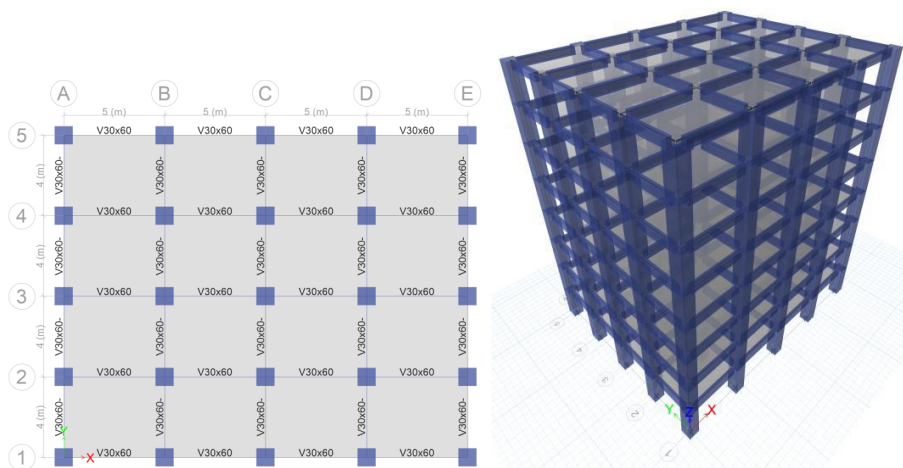 A B C D E
5 (m) 5 (m) 5 (m) 5 (m)
5 V30x60 V30x60 V30x60 V30x60
4 (m) V30x60- V30x60- V30x60- V30x60- V30x60-
4 V30x60 V30x60 V30x60 V30x60
4 (m) V30x60- V30x60- V30x60- V30x60- V30x60-
3 V30x60 V30x60 V30x60 V30x60
4 (m) V30x60- V30x60- V30x60- V30x60- V30x60-
2 V30x60 V30x60 V30x60 V30x60
4 (m) V30x60- V30x60- V30x60- V30x60- V30x60-
Y
1 X V30x60 V30x60 V30x60 V30x60
Y Z X